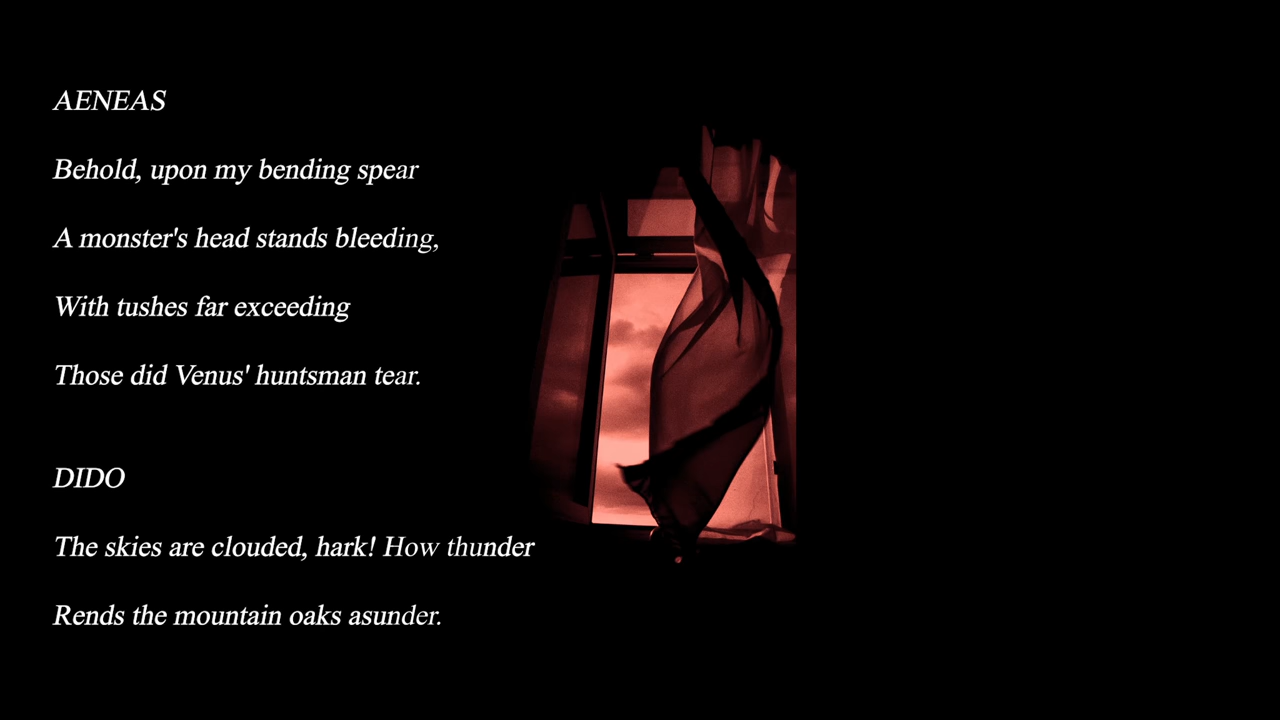 AENEAS
Behold, upon my bending spear
A monster's head stands bleeding,
With tushes far exceeding
Those did Venus' huntsman tear.
DIDO
The skies are clouded, hark! How thunder
Rends the mountain oaks asunder.